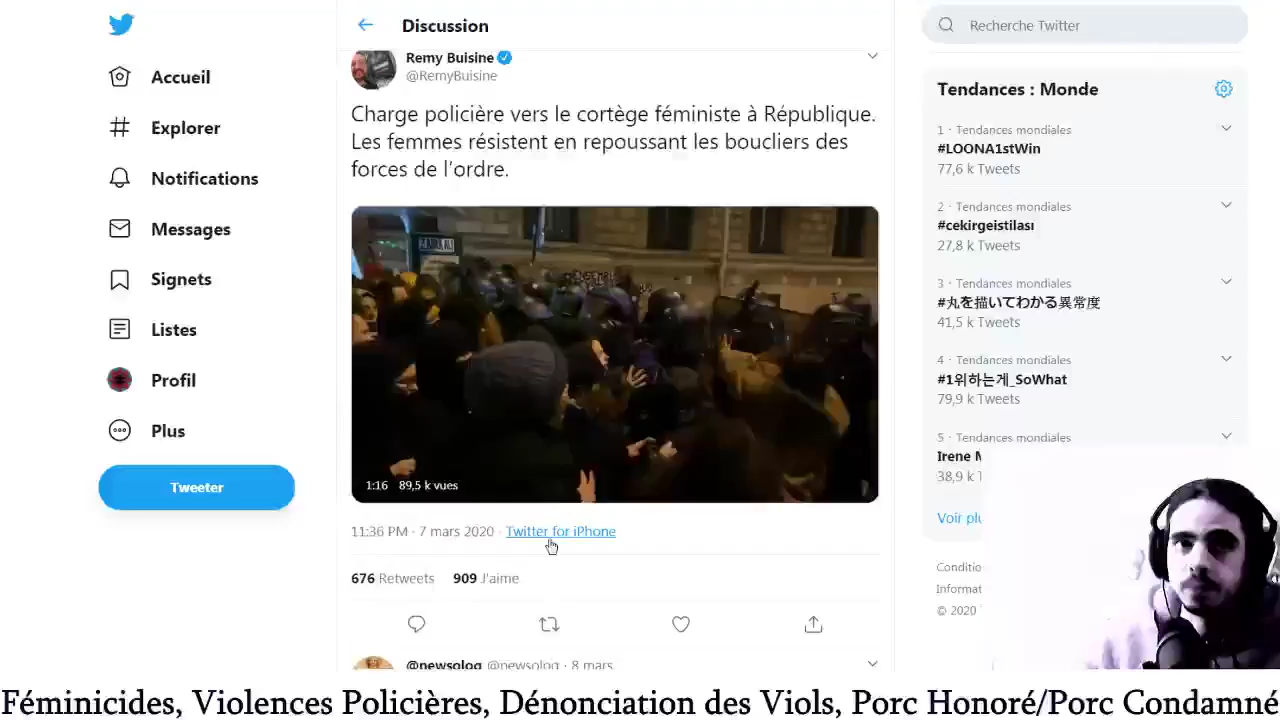 Accueil
Explorer
Notifications
Messages
Signets
Listes
Profil
Plus
Tweeter
Discussion
Remy Buisine
@RemyBuisine
Charge policière vers le cortège féministe à République.
Les femmes résistent en repoussant les boucliers des
forces de l'ordre.
1:16 89,5 k vues
11:36 PM · 7 mars 2020 · Twitter for iPhone
676 Retweets 909 J'aime
@newsolog @newsolog · 8 mars
Recherche Twitter
Tendances : Monde
1 · Tendances mondiales
#LOONA1stWin
77,6 k Tweets
2 · Tendances mondiales
#cekirgeistilası
27,8 k Tweets
3 · Tendances mondiales
#丸を描いてわかる異常度
41,5 k Tweets
4 · Tendances mondiales
#1위하는게_SoWhat
79,9 k Tweets
5 · Tendances mondiales
Irene
38,9 k
Voir
© 2020
Féminicides, Violences Policières, Dénonciation des Viols, Porc Honoré/Porc Condamné